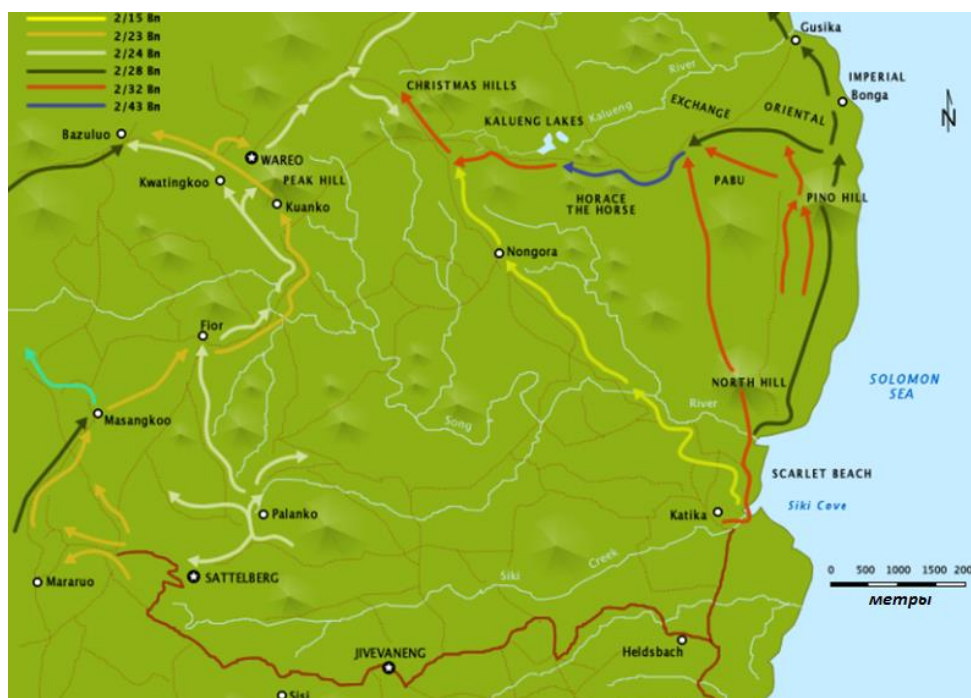 2/15 Bn
2/23 Bn
2/24 Bn
2/28 Bn
2/32 Bn
2/43 Bn
Gusika
River
IMPERIAL
Bonga
CHRISTMAS HILLS
KALUENG LAKES
Kalueng
EXCHANGE
ORIENTAL
N
Bazuluo
WAREO
Kwatingkoo
PEAK HILL
Kuanko
PABU
PINO HILL
HORACE
THE HORSE
Nongora
Fior
NORTH HILL
SOLOMON
SEA
Masangkoo
Song
River
SCARLET BEACH
Siki Cove
Katika
Palanko
Siki
Creek
Mararuo
SATTELBERG
0 500 1000 1500 200
метры
JIVEVANENG
Heldsbach
Sisi